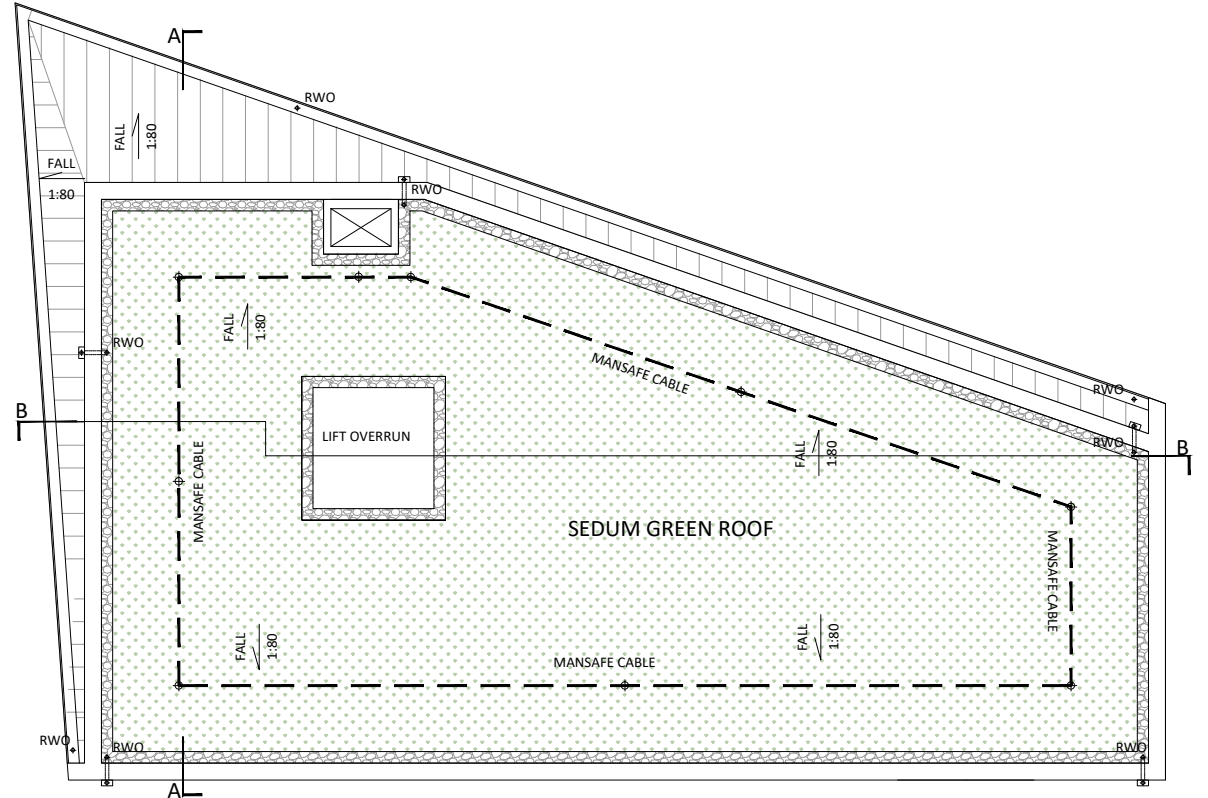 A
RWO
FALL
1:80
FALL
1:80
RWO
FALL
1:80
RWO
MANSAFE CABLE
RWO
B
LIFT OVERRUN
FALL
1:80
RWO
B
MANSAFE CABLE
SEDUM GREEN ROOF
MANSAFE CABLE
FALL
1:80
FALL
1:80
MANSAFE CABLE
RWO
RWO
RWO
A